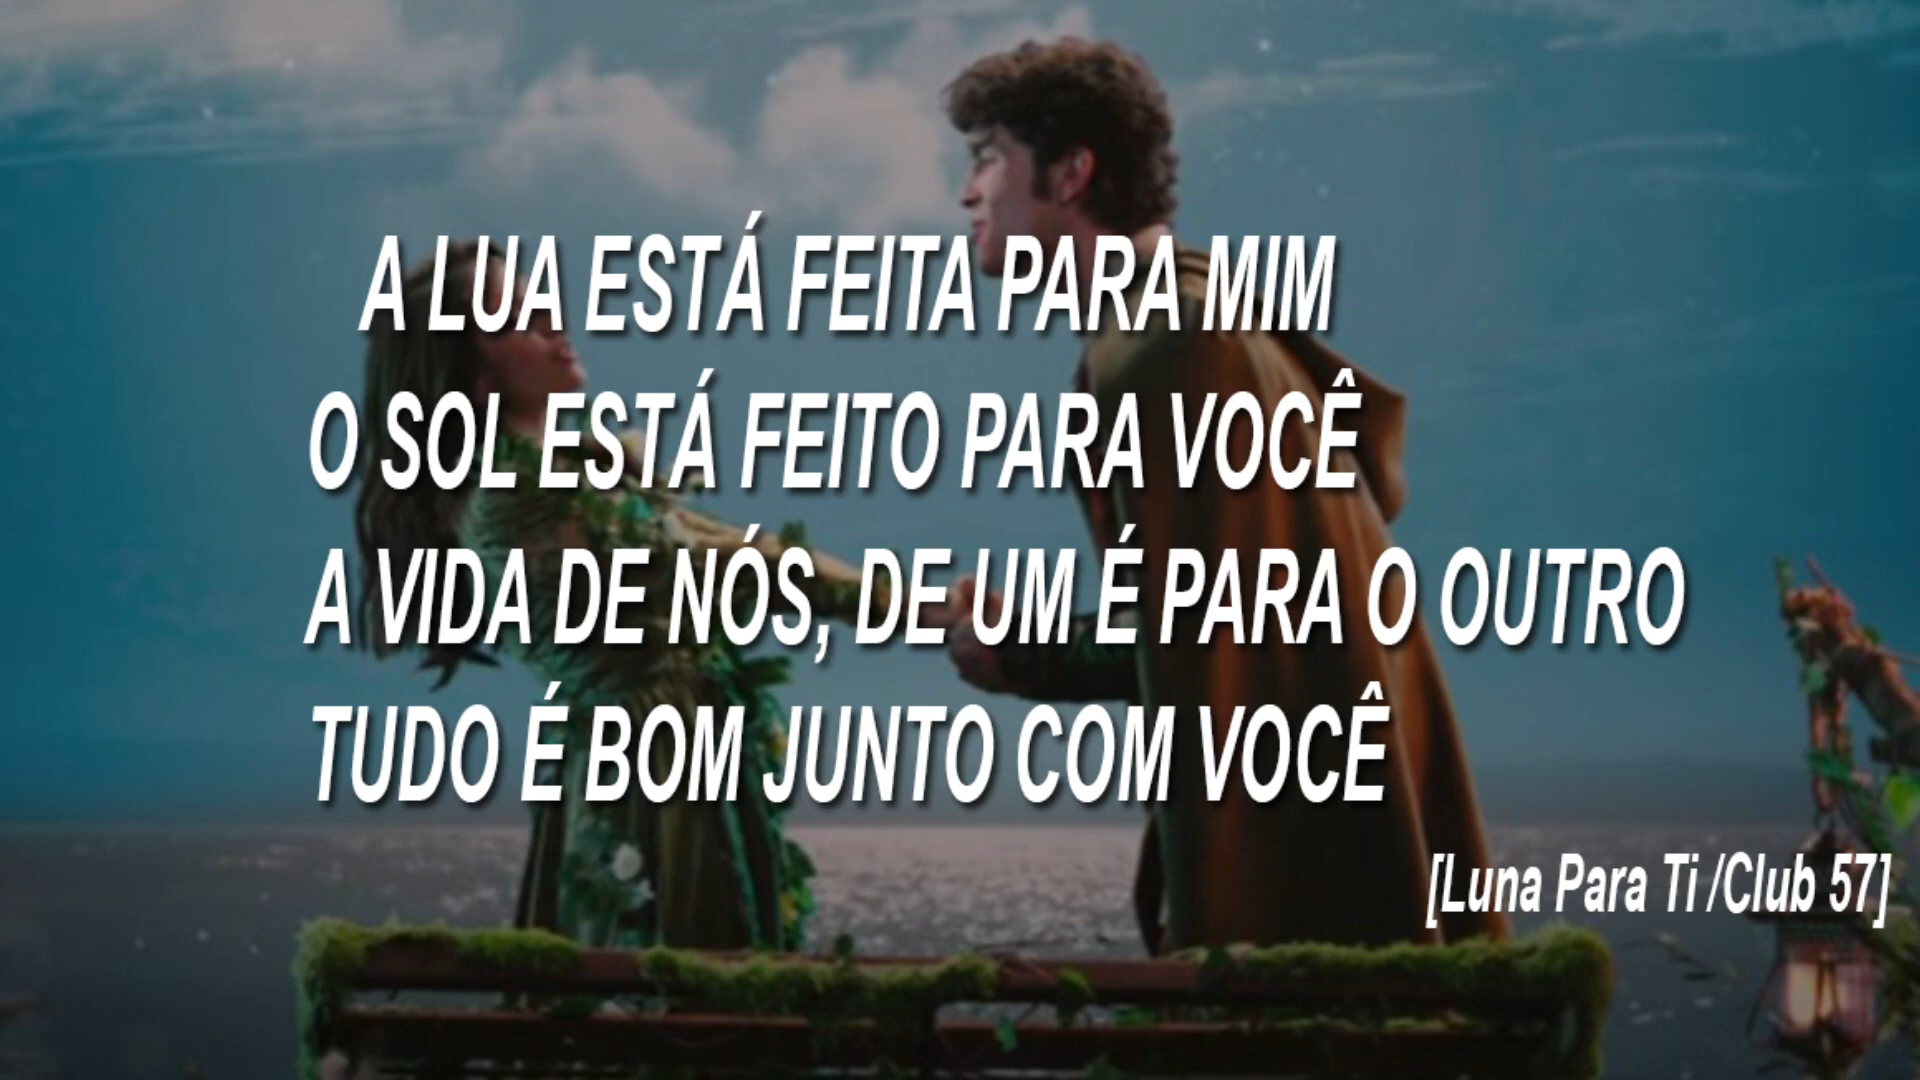 A LUA ESTÁ FEITA PARA MIM
O SOL ESTÁ FEITO PARA VOCÊ
A VIDA DE NÓS, DE UM É PARA O OUTRO
TUDO É BOM JUNTO COM VOCÊ
[Luna Para Ti /Club 57]